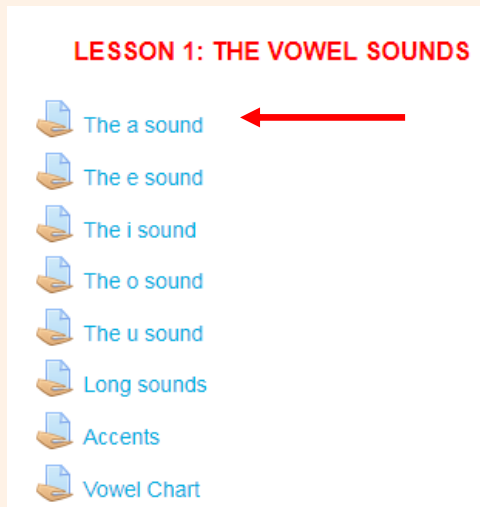 LESSON 1: THE VOWEL SOUNDS
The a sound
The e sound
The i sound
The o sound
The u sound
Long sounds
Accents
Vowel Chart